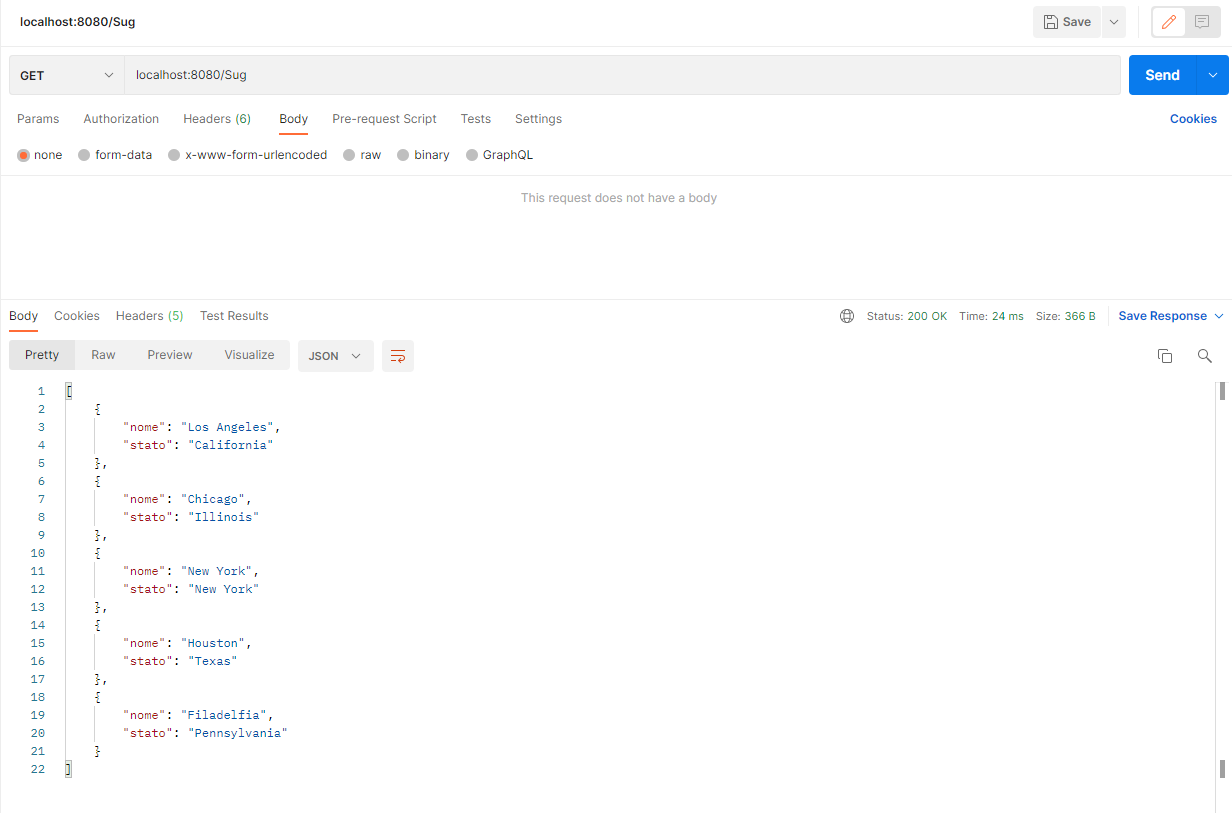 localhost:8080/Sug
Save
GET
localhost:8080/Sug
Send
Params Authorization Headers (6) Body Pre-request Script Tests Settings Cookies
none form-data x-www-form-urlencoded raw binary GraphQL
This request does not have a body
Body Cookies Headers (5) Test Results Status: 200 OK Time: 24 ms Size: 366 B Save Response
Pretty Raw Preview Visualize JSON
1 [
2 {
3 "nome": "Los Angeles",
4 "stato": "California"
5 },
6 {
7 "nome": "Chicago",
8 "stato": "Illinois"
9 },
10 {
11 "nome": "New York",
12 "stato": "New York"
13 },
14 {
15 "nome": "Houston",
16 "stato": "Texas"
17 },
18 {
19 "nome": "Filadelfia",
20 "stato": "Pennsylvania"
21 }
22 ]